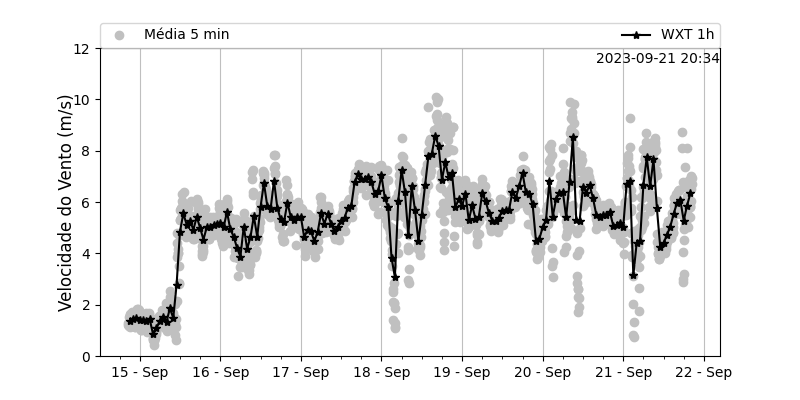 Média 5 min
WXT 1h
2023-09-21 20:34
Velocidade do Vento (m/s)
12
10
8
6
4
2
0
15 - Sep
16 - Sep
17 - Sep
18 - Sep
19 - Sep
20 - Sep
21 - Sep
22 - Sep